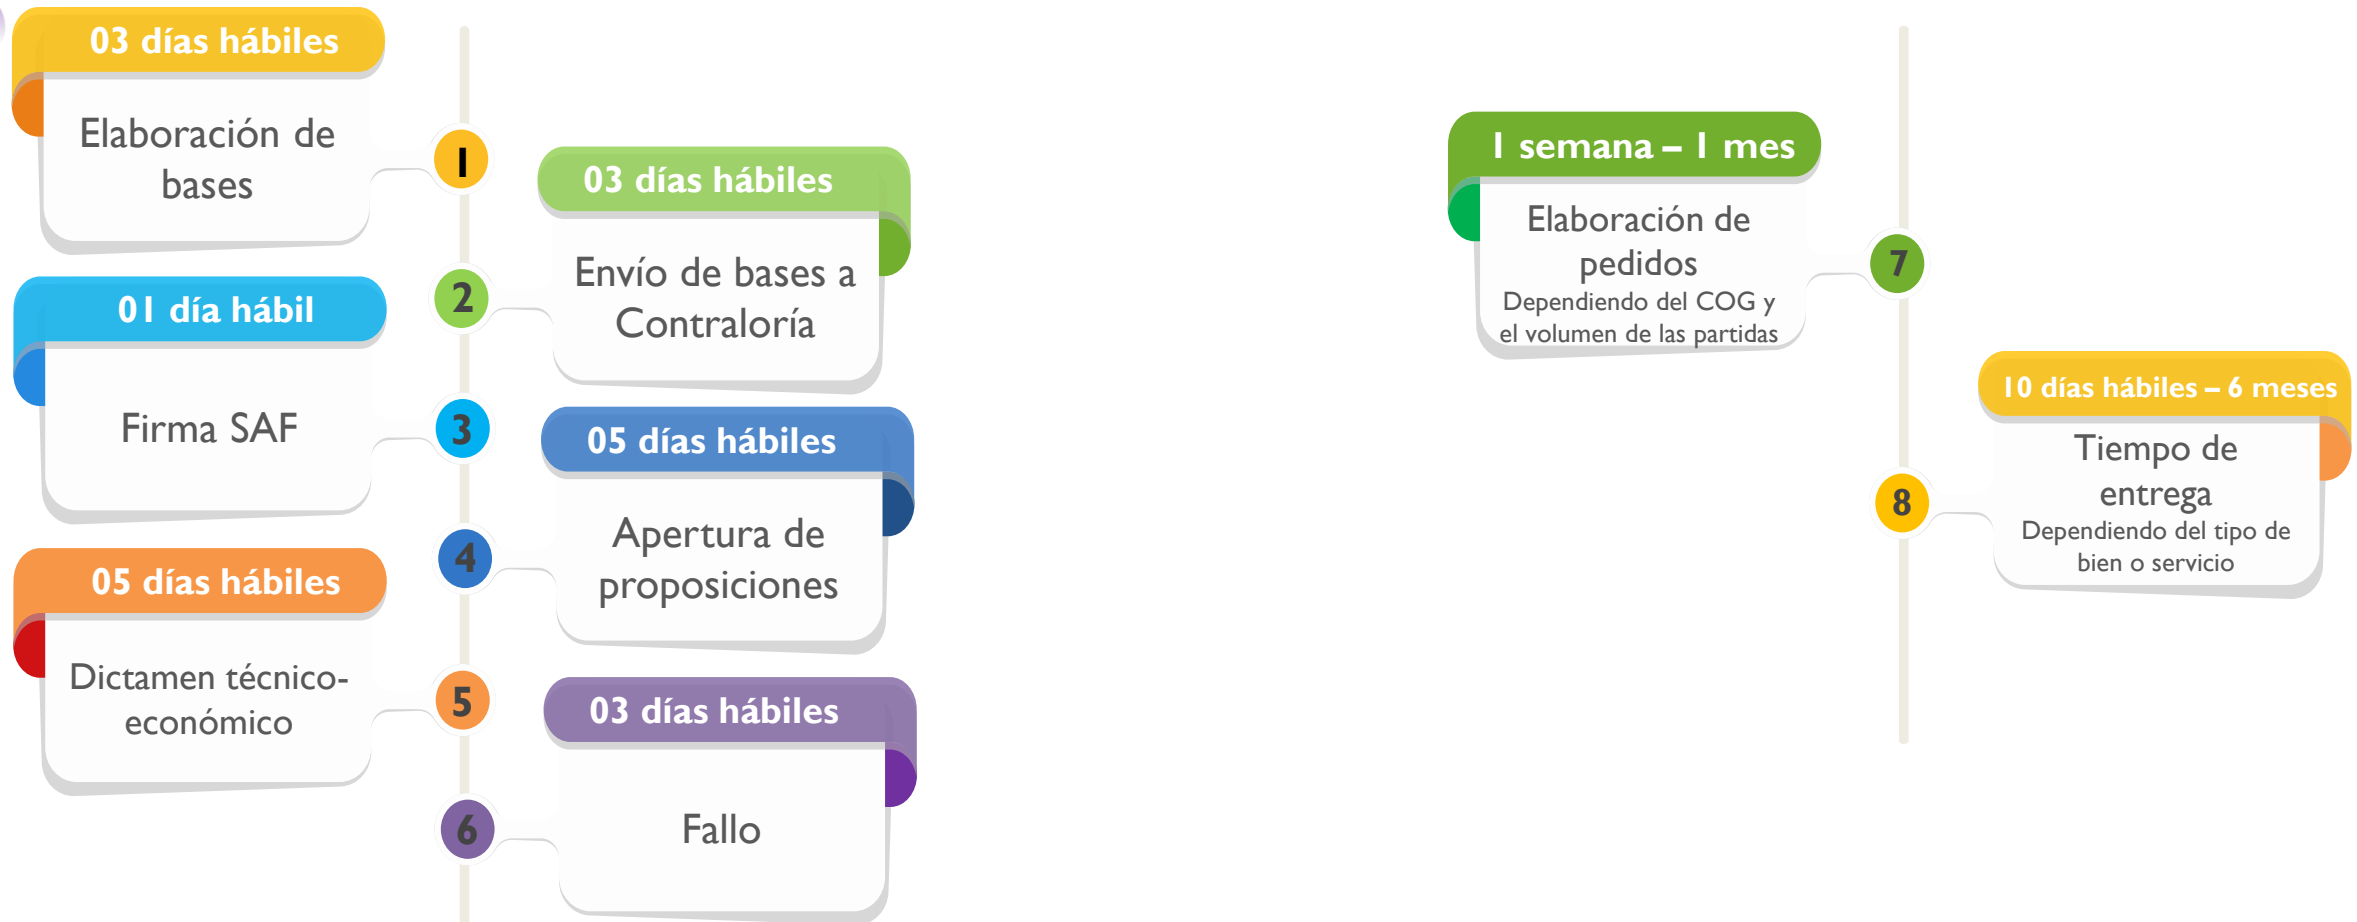 03 días hábiles
Elaboración de
bases
1
03 días hábiles
Envío de bases a
Contraloría
2
01 día hábil
Firma SAF
3
05 días hábiles
Apertura de
proposiciones
4
05 días hábiles
Dictamen técnico-
económico
5
03 días hábiles
Fallo
6
1 semana – 1 mes
Elaboración de
pedidos
Dependiendo del COG y
el volumen de las partidas
7
10 días hábiles – 6 meses
Tiempo de
entrega
Dependiendo del tipo de
bien o servicio
8